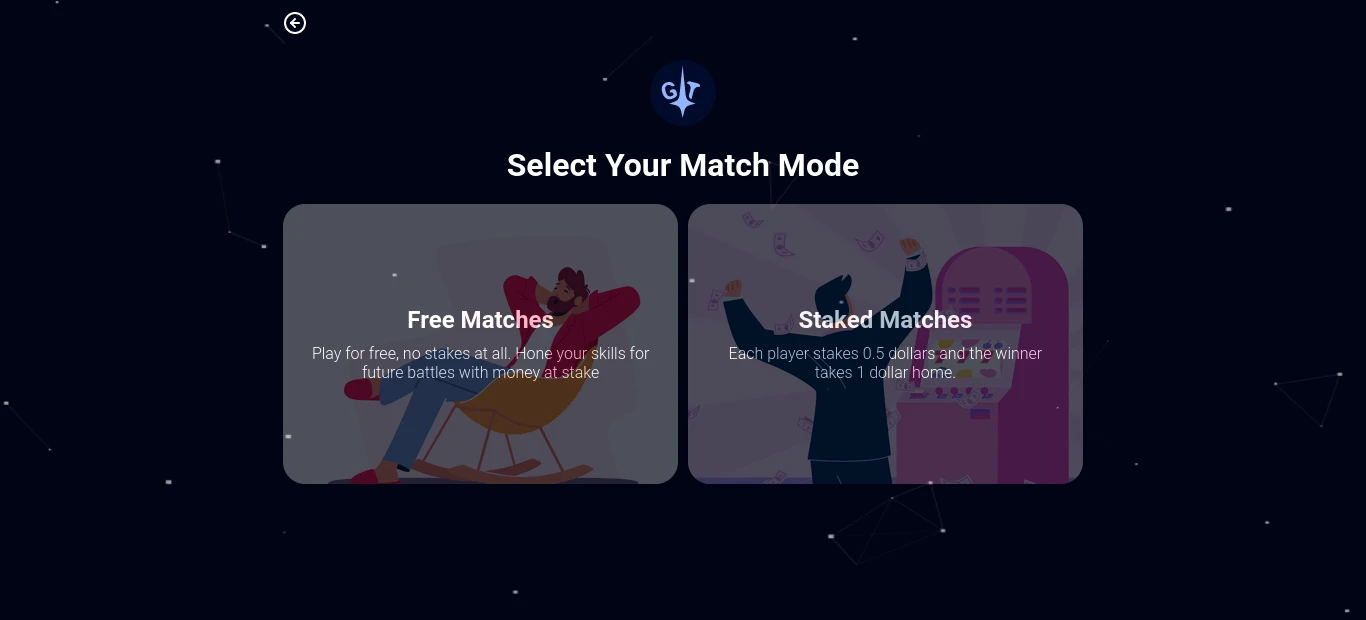 GT
Select Your Match Mode
Free Matches
Play for free, no stakes at all. Hone your skills for
future battles with money at stake
Staked Matches
Each player stakes 0.5 dollars and the winner
takes 1 dollar home.